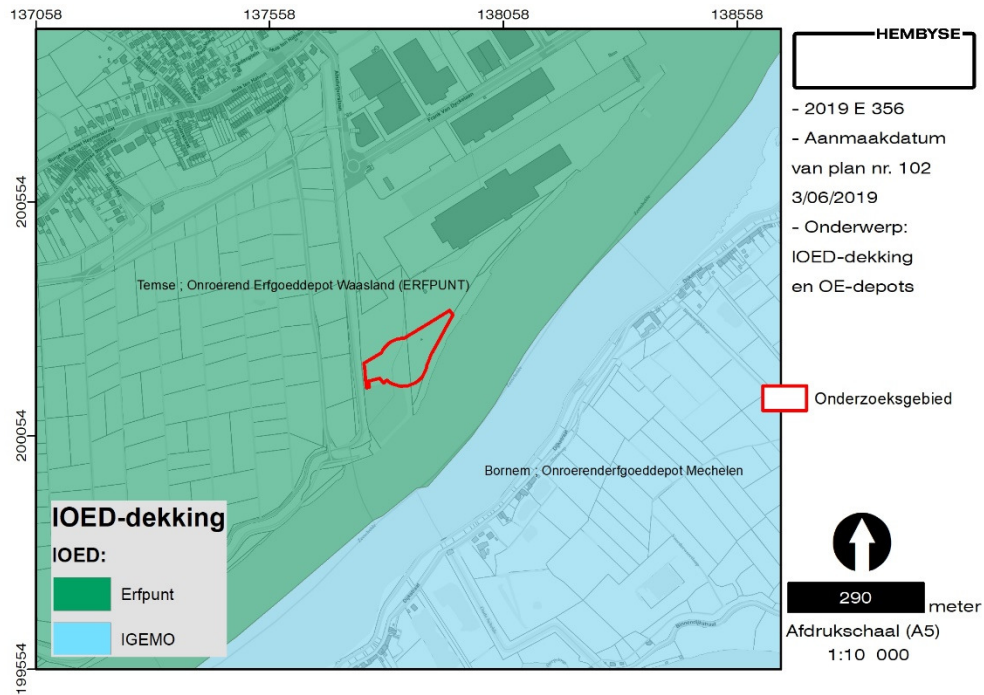 137058
137558
138058
138558
200554
200054
199554
HEMBYSE
- 2019 E 356
- Aanmaakdatum
van plan nr. 102
3/06/2019
- Onderwerp:
IOED-dekking
en OE-depots
Temse ; Onroerend Erfgoeddepot Waasland (ERFPUNT)
Bornem ; Onroerenderfgoeddepot Mechelen
Onderzoeksgebied
IOED-dekking
IOED:
Erfpunt
IGEMO
290
meter
Afdrukschaal (A5)
1:10 000